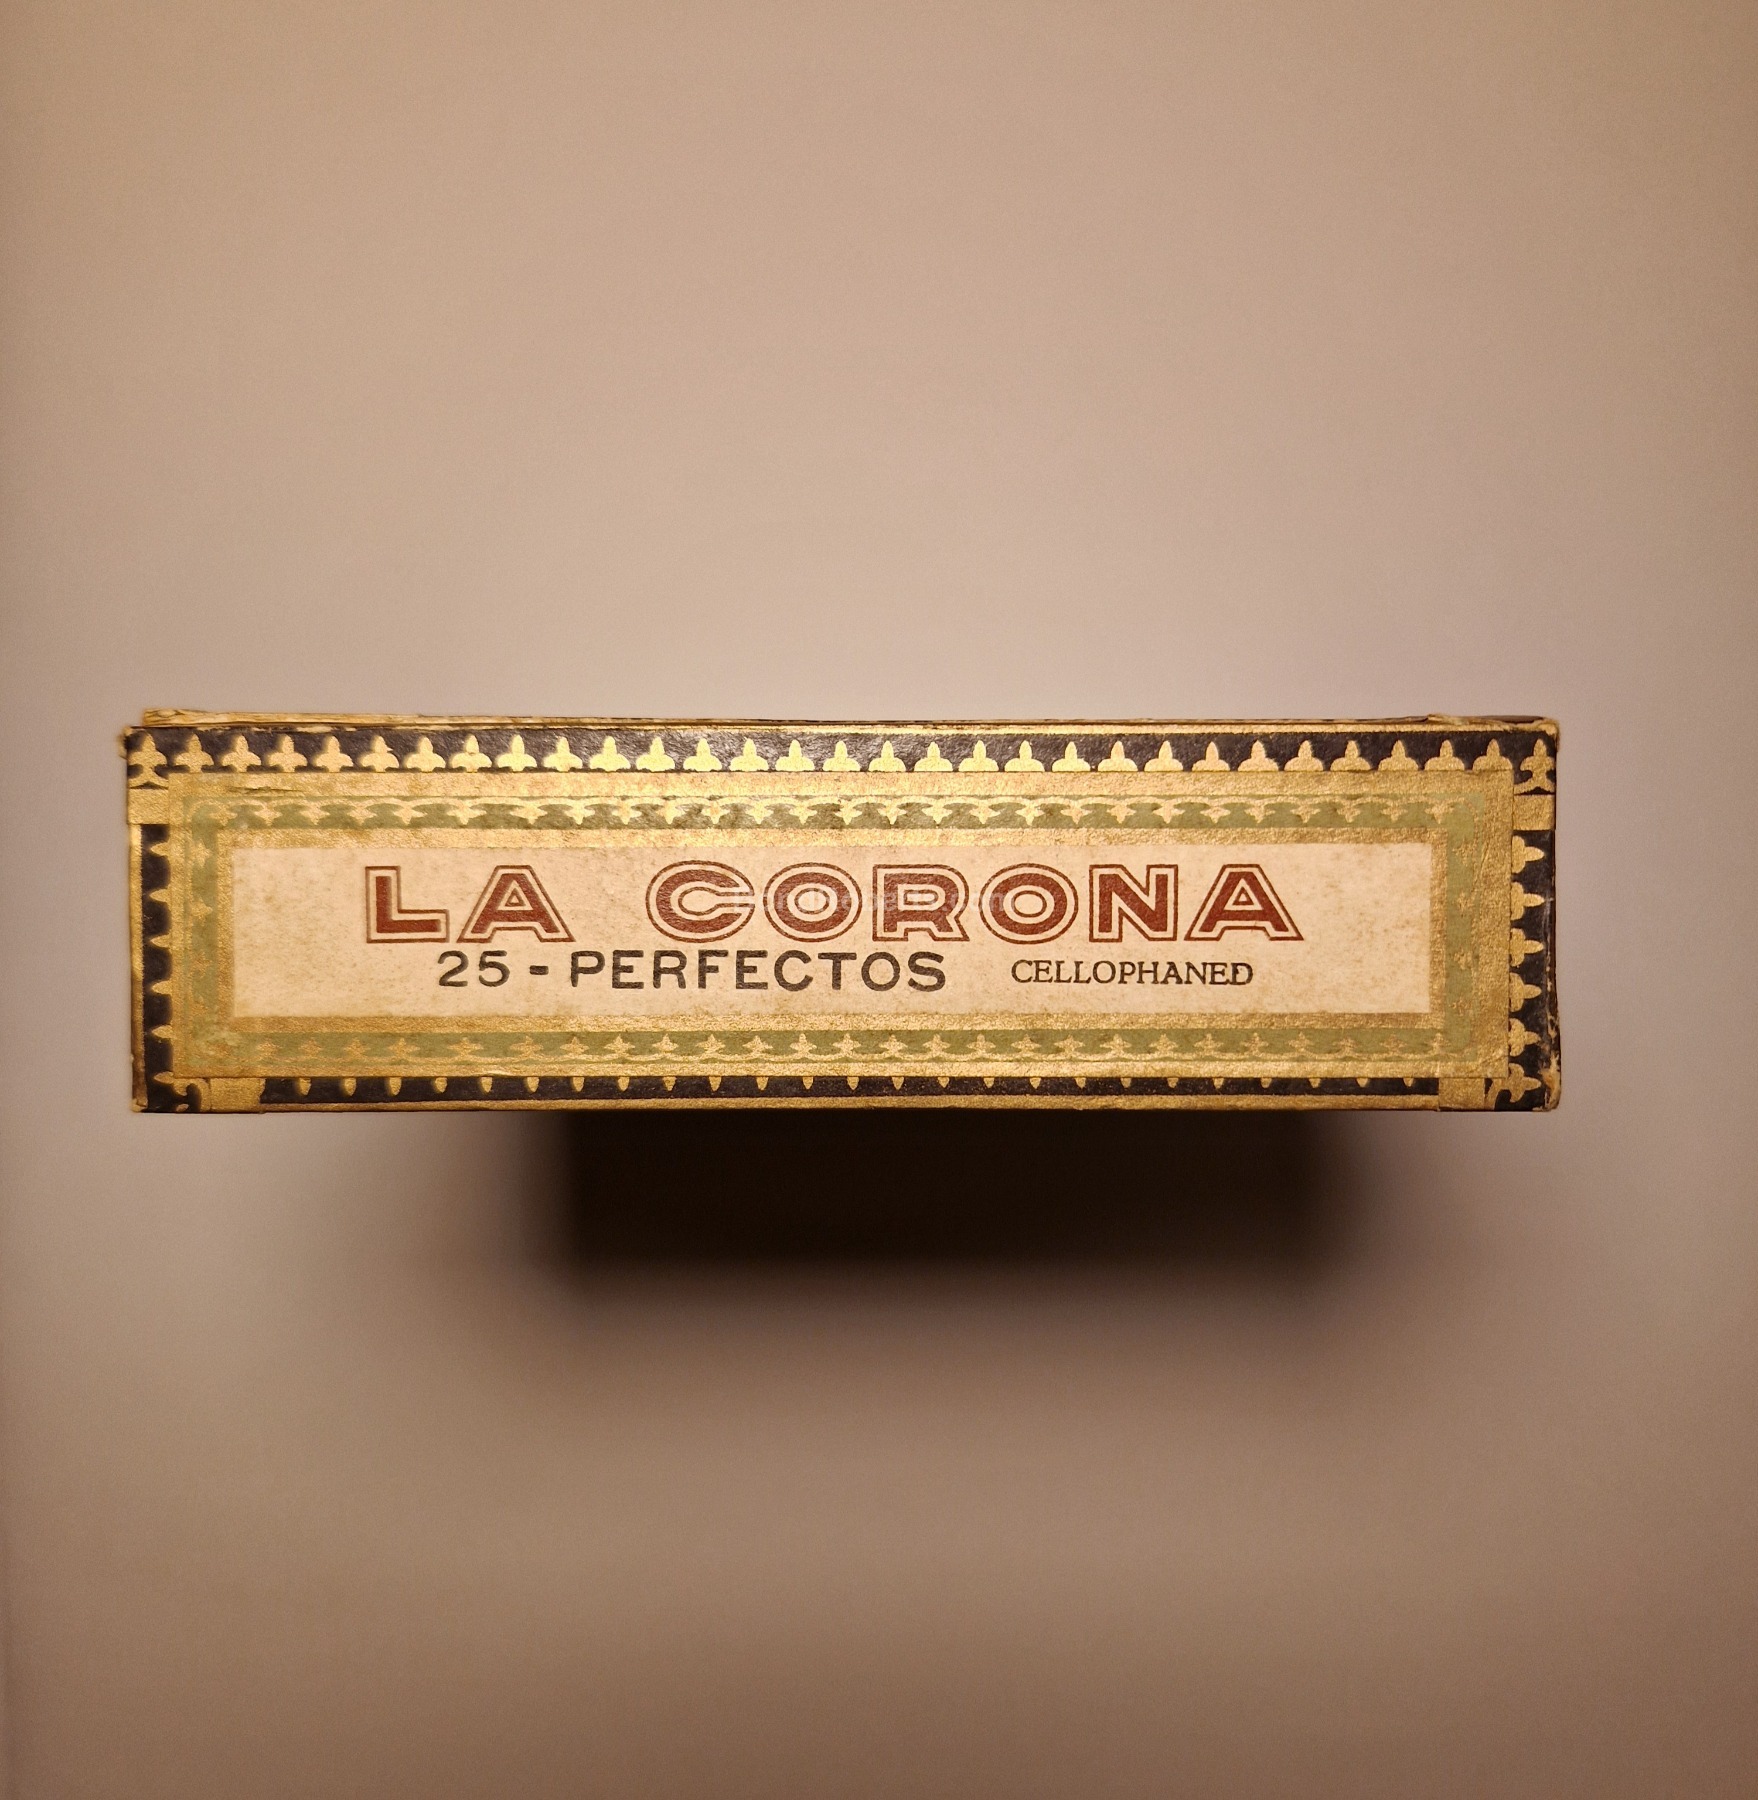 LA CORONA
25 - PERFECTOS CELLOPHANED